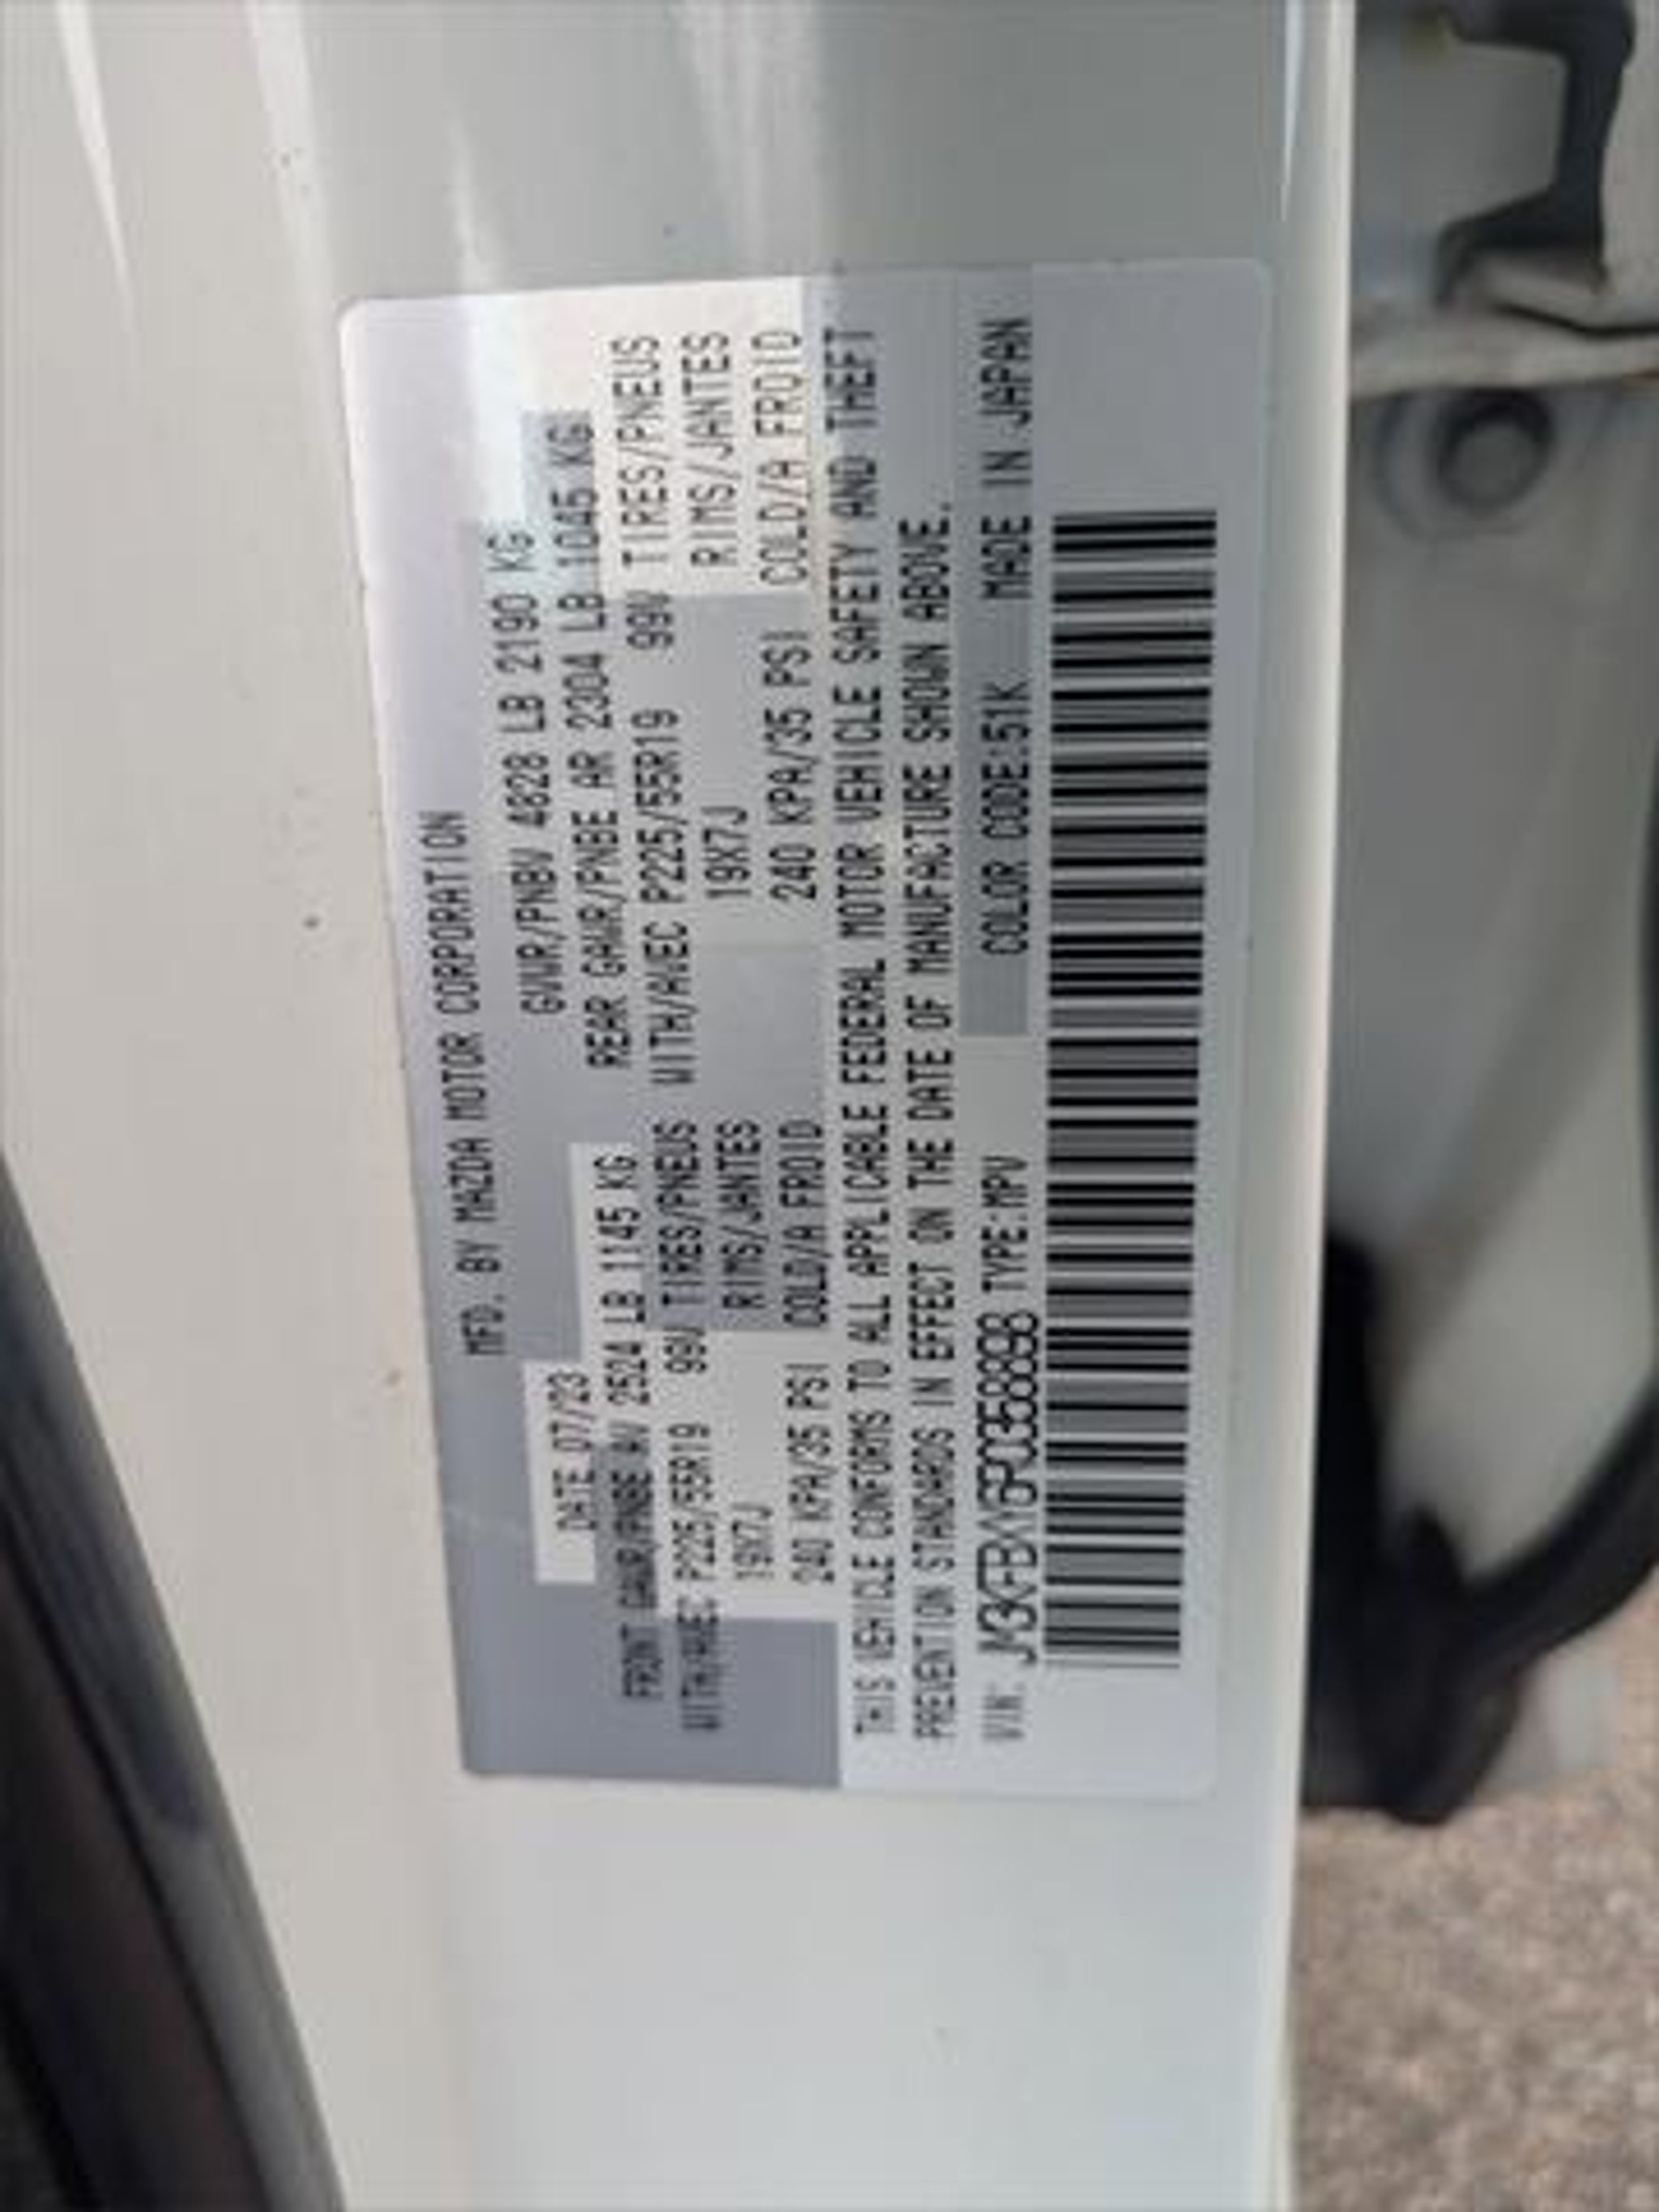 MFD. BY MAZDA MOTOR CORPORATION
DATE 07/23 GVWR/PNBV 4828 LB 2190 KG
FRONT GAWR/PNBE AV 2524 LB 1145 KG REAR GAWR/PNBE AR 2304 LB 1045 KG
WITH/AVEC P225/55R19 99V TIRES/PNEUS WITH/AVEC P225/55R19 99V TIRES/PNEUS
19X7J RIMS/JANTES 19X7J RIMS/JANTES
240 KPA/35 PSI COLD/A FROID 240 KPA/35 PSI COLD/A FROID
THIS VEHICLE CONFORMS TO ALL APPLICABLE FEDERAL MOTOR VEHICLE SAFETY AND THEFT
PREVENTION STANDARDS IN EFFECT ON THE DATE OF MANUFACTURE SHOWN ABOVE.
VIN: TYPE:MPV COLOR CODE:51K MADE IN JAPAN